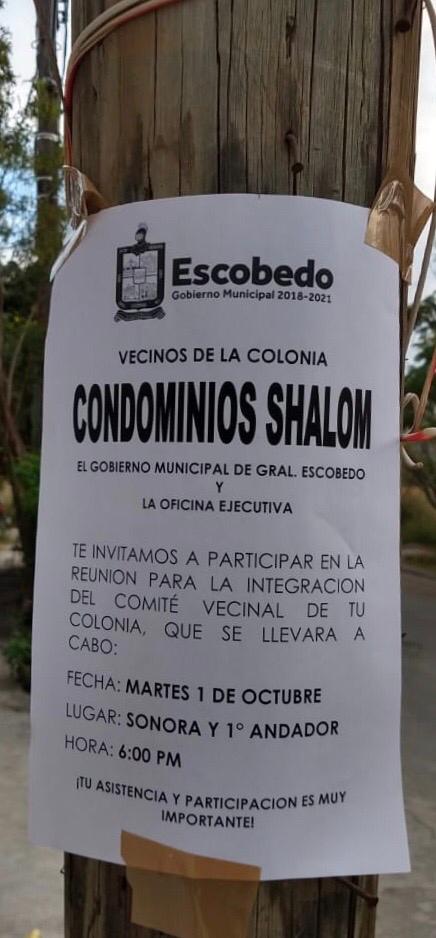 Escobedo
Gobierno Municipal 2018-2021
VECINOS DE LA COLONIA
CONDOMINIOS SHALOM
EL GOBIERNO MUNICIPAL DE GRAL. ESCOBEDO
Y
LA OFICINA EJECUTIVA
TE INVITAMOS A PARTICIPAR EN LA
REUNION PARA LA INTEGRACION
DEL COMITÉ VECINAL DE TU
COLONIA, QUE SE LLEVARA A
CABO:
FECHA: MARTES 1 DE OCTUBRE
LUGAR: SONORA Y 1° ANDADOR
HORA: 6:00 PM
¡TU ASISTENCIA Y PARTICIPACION ES MUY
IMPORTANTE!